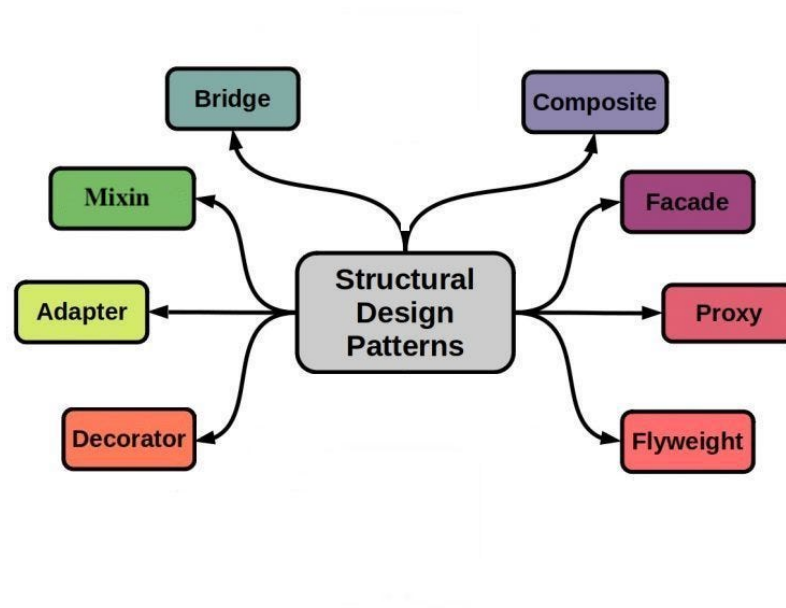 Bridge
Composite
Mixin
Facade
Structural
Design
Patterns
Adapter
Proxy
Decorator
Flyweight